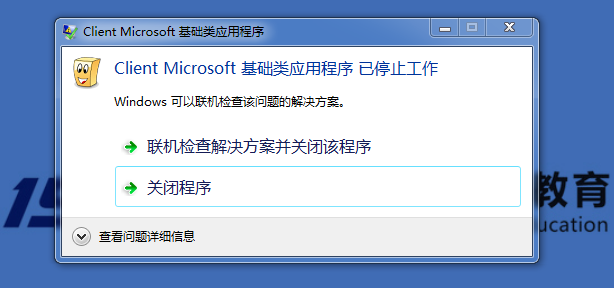 Client Microsoft 基础类应用程序
Client Microsoft 基础类应用程序 已停止工作
Windows 可以联机检查该问题的解决方案。
联机检查解决方案并关闭该程序
关闭程序
教育
查看问题详细信息